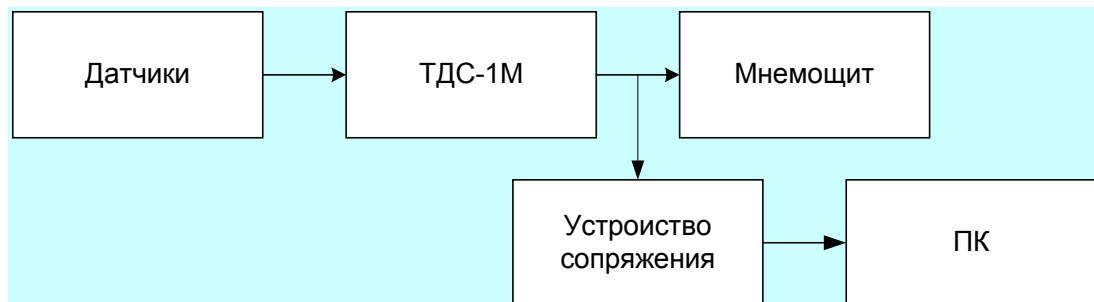 Датчики
ТДС-1М
Мнемощит
Устроиство
сопряжения
ПК